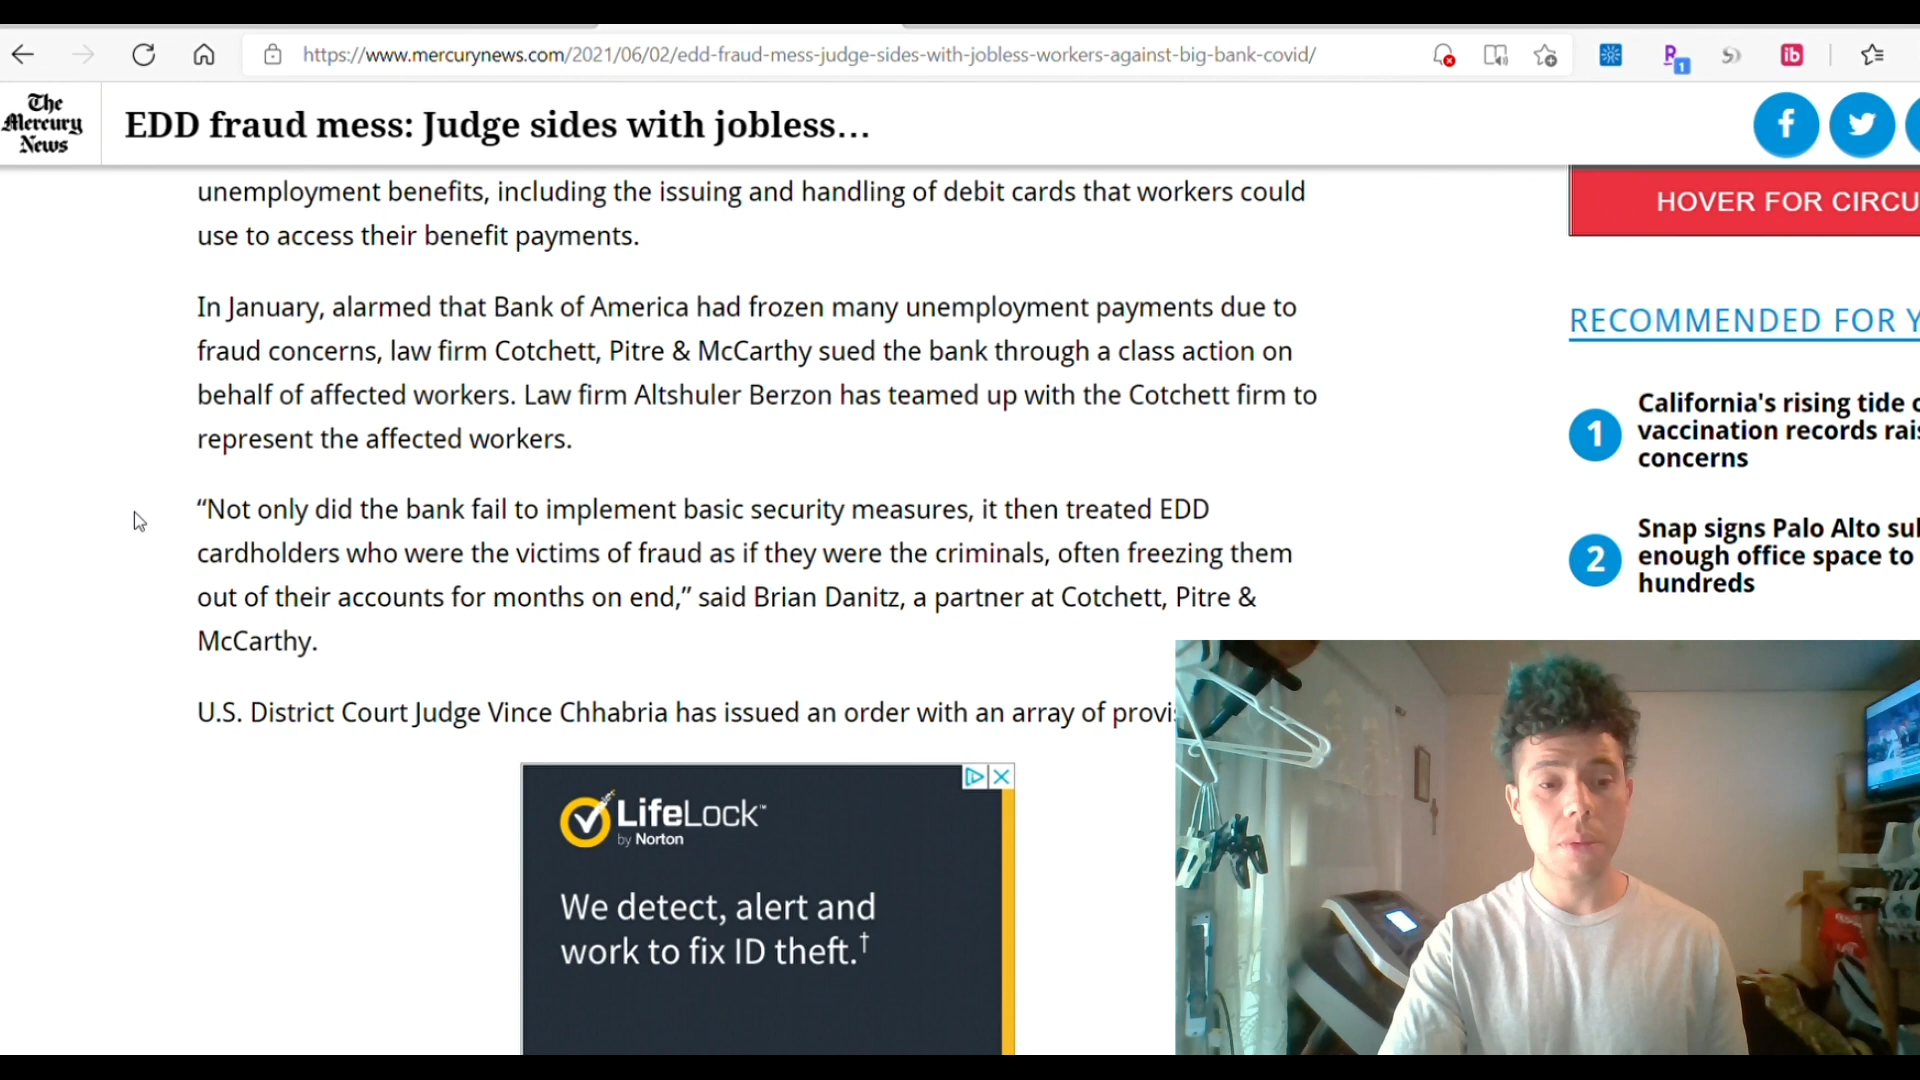 https://www.mercurynews.com/2021/06/02/edd-fraud-mess-judge-sides-with-jobless-workers-against-big-bank-covid/
1
ib
The
Mercury
News
EDD fraud mess: Judge sides with jobless...
unemployment benefits, including the issuing and handling of debit cards that workers could
use to access their benefit payments.
In January, alarmed that Bank of America had frozen many unemployment payments due to
fraud concerns, law firm Cotchett, Pitre & McCarthy sued the bank through a class action on
behalf of affected workers. Law firm Altshuler Berzon has teamed up with the Cotchett firm to
represent the affected workers.
“Not only did the bank fail to implement basic security measures, it then treated EDD
cardholders who were the victims of fraud as if they were the criminals, often freezing them
out of their accounts for months on end,” said Brian Danitz, a partner at Cotchett, Pitre &
McCarthy.
U.S. District Court Judge Vince Chhabria has issued an order with an array of
LifeLock™
by Norton
We detect, alert and
work to fix ID theft.†
HOVER FOR
RECOMMENDED FOR
1
California's rising tide
vaccination records
concerns
2
Snap signs Palo Alto
enough office space to
hundreds